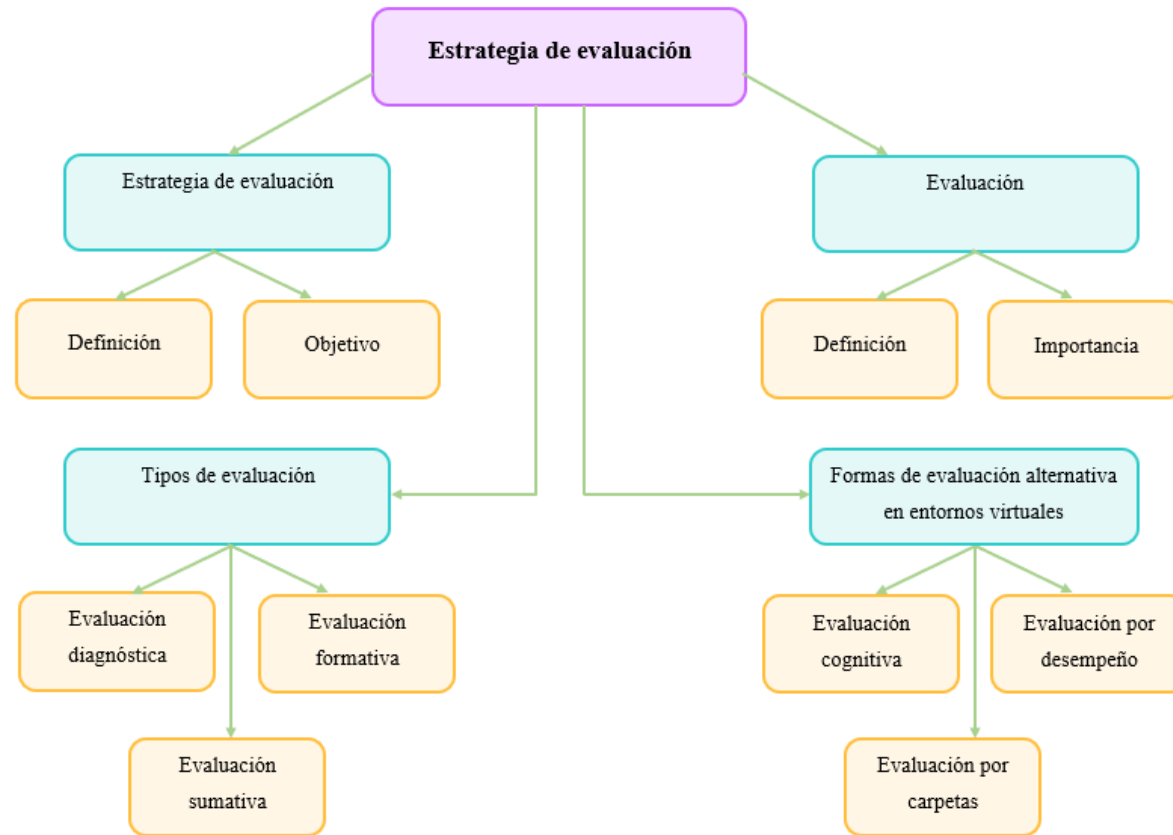 Estrategia de evaluación
Estrategia de evaluación
Evaluación
Definición
Objetivo
Definición
Importancia
Tipos de evaluación
Formas de evaluación alternativa
en entornos virtuales
Evaluación
diagnóstica
Evaluación
formativa
Evaluación
cognitiva
Evaluación por
desempeño
Evaluación
sumativa
Evaluación por
carpetas